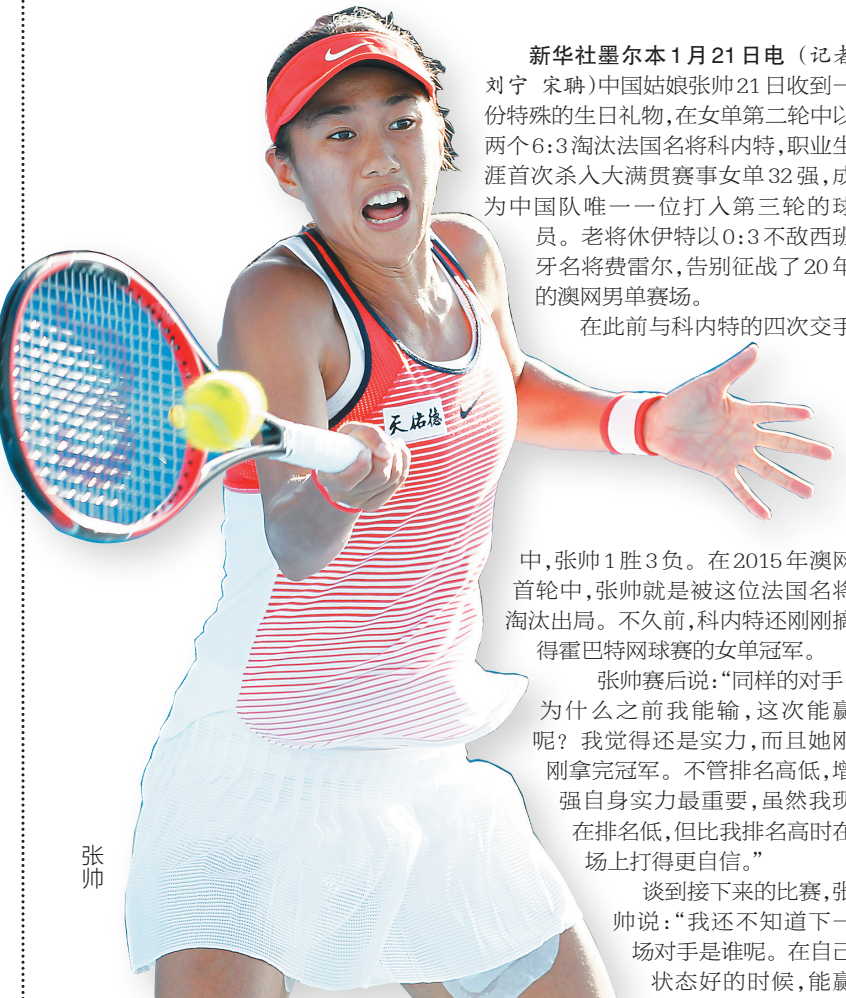 新华社墨尔本1月21日电（记者
刘宁 宋聃)中国姑娘张帅21日收到一
份特殊的生日礼物,在女单第二轮中以
两个6:3淘汰法国名将科内特,职业生
涯首次杀入大满贯赛事女单32强,成
为中国队唯一一位打入第三轮的球
员。老将休伊特以0:3不敌西班
牙名将费雷尔,告别征战了20年
的澳网男单赛场。
在此前与科内特的四次交手
天佑德
中,张帅1胜3负。在2015年澳网
首轮中,张帅就是被这位法国名将
淘汰出局。不久前,科内特还刚刚摘
得霍巴特网球赛的女单冠军。
张帅赛后说:“同样的对手
为什么之前我能输,这次能赢
呢？我觉得还是实力,而且她刚
刚拿完冠军。不管排名高低,增
强自身实力最重要,虽然我现
在排名低,但比我排名高时在
场上打得更自信。”
谈到接下来的比赛,张
帅说:“我还不知道下一
场对手是谁呢。在自己
状态好的时候,能赢
张帅